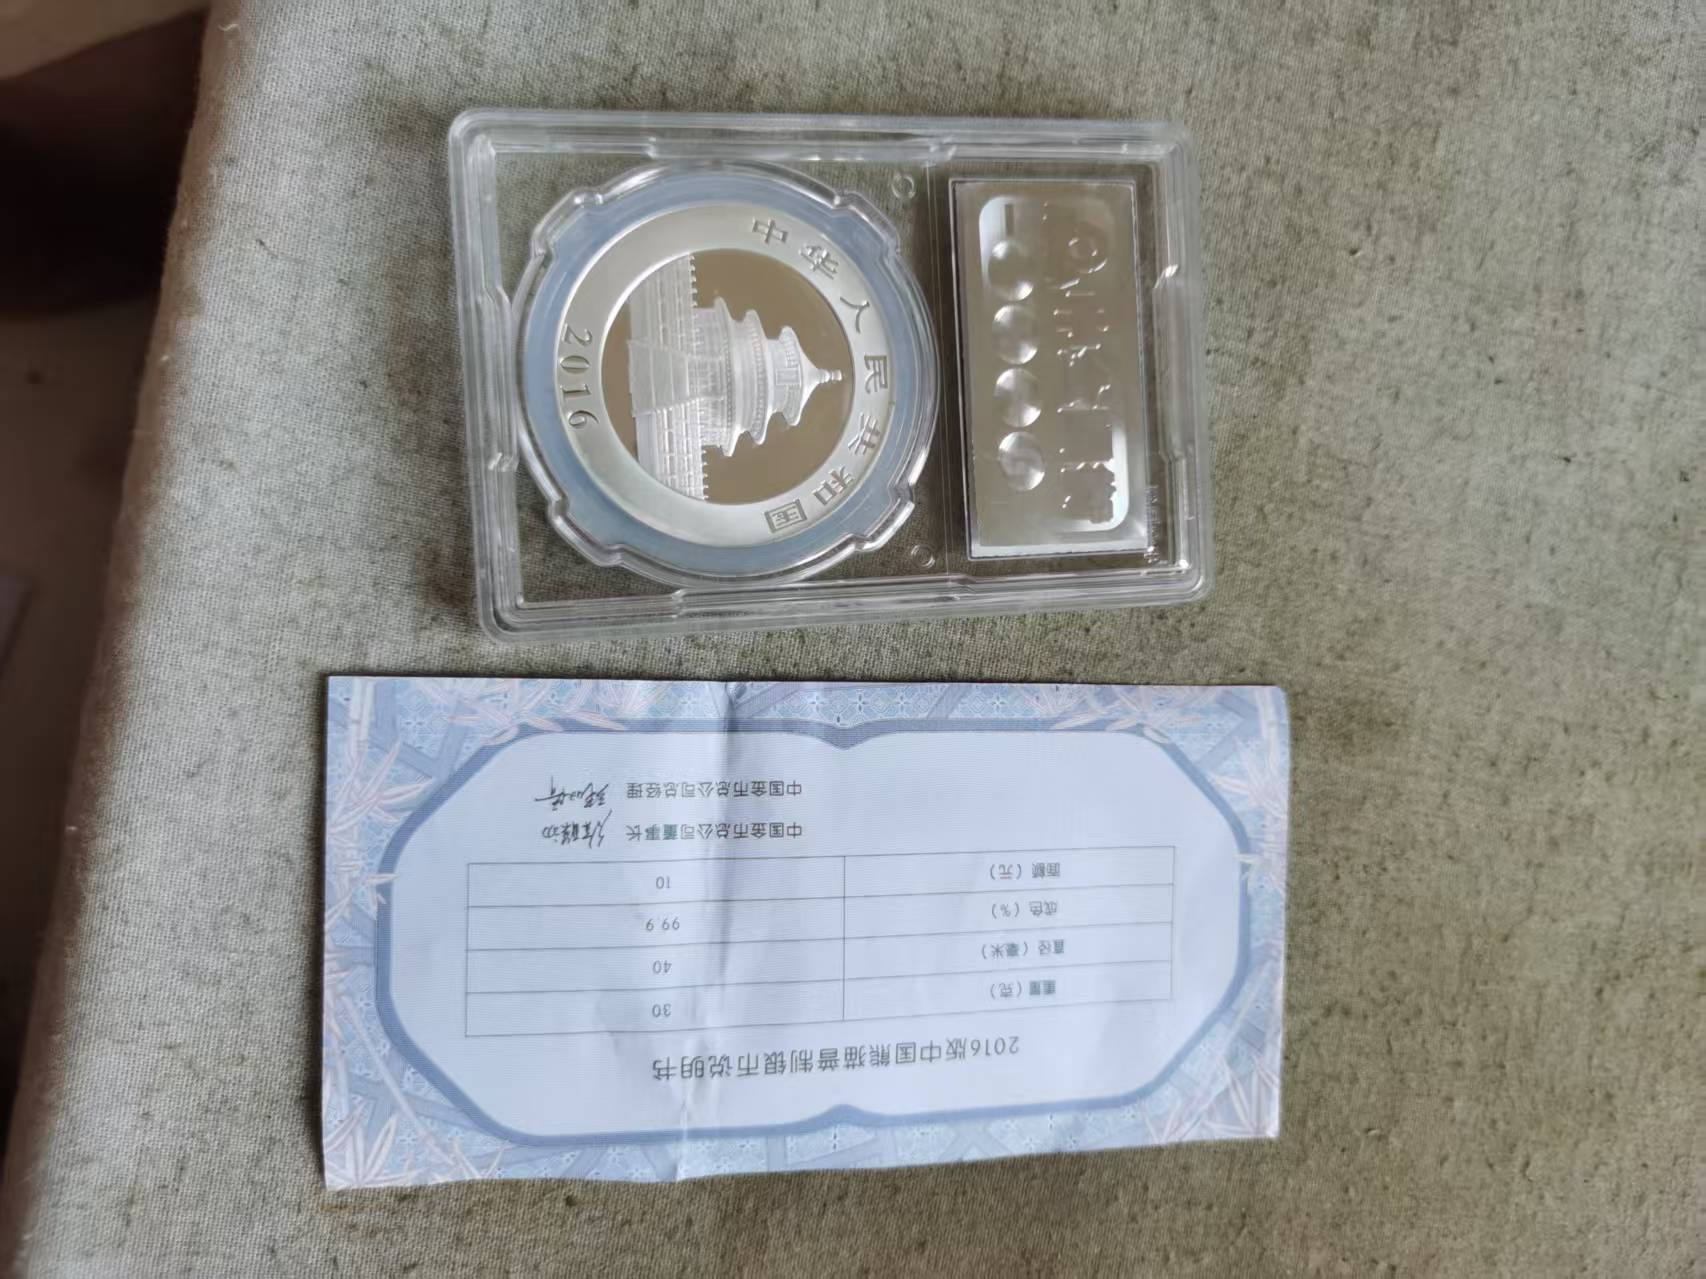 中华人民共和国
2016
2016版中国熊猫普制银币说明书
重量（克） 30
直径（毫米） 40
成色（%） 99.9
面额（元） 10
中国金币总公司董事长
中国金币总公司总经理